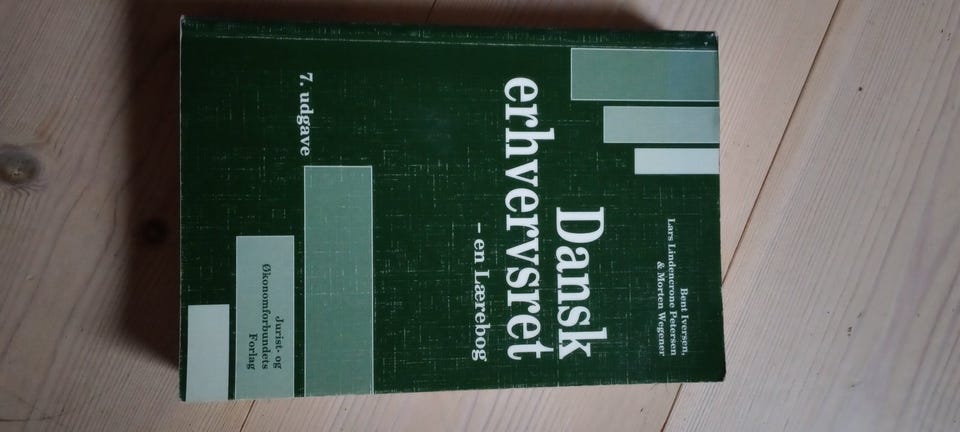 Bent Iversen,
Lars Lindencrone Petersen
& Morten Wegener
Dansk
erhvervsret
– en Lærebog
7. udgave
Jurist- og
Økonomforbundets
Forlag